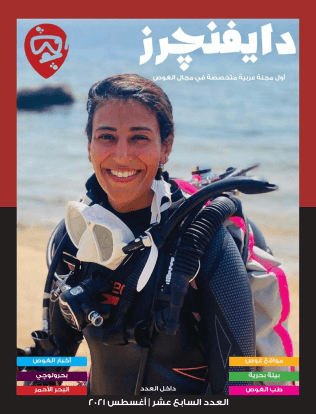 دايفنچرز
أول مجلة عربية متخصصة في مجال الغوص
مواقع غوص
أخبار الغوص
بيئة بحرية
بحرولوجي
طب الغوص
البحر الأحمر
داخل العدد
العدد السابع عشر | أغسطس ٢٠٢١